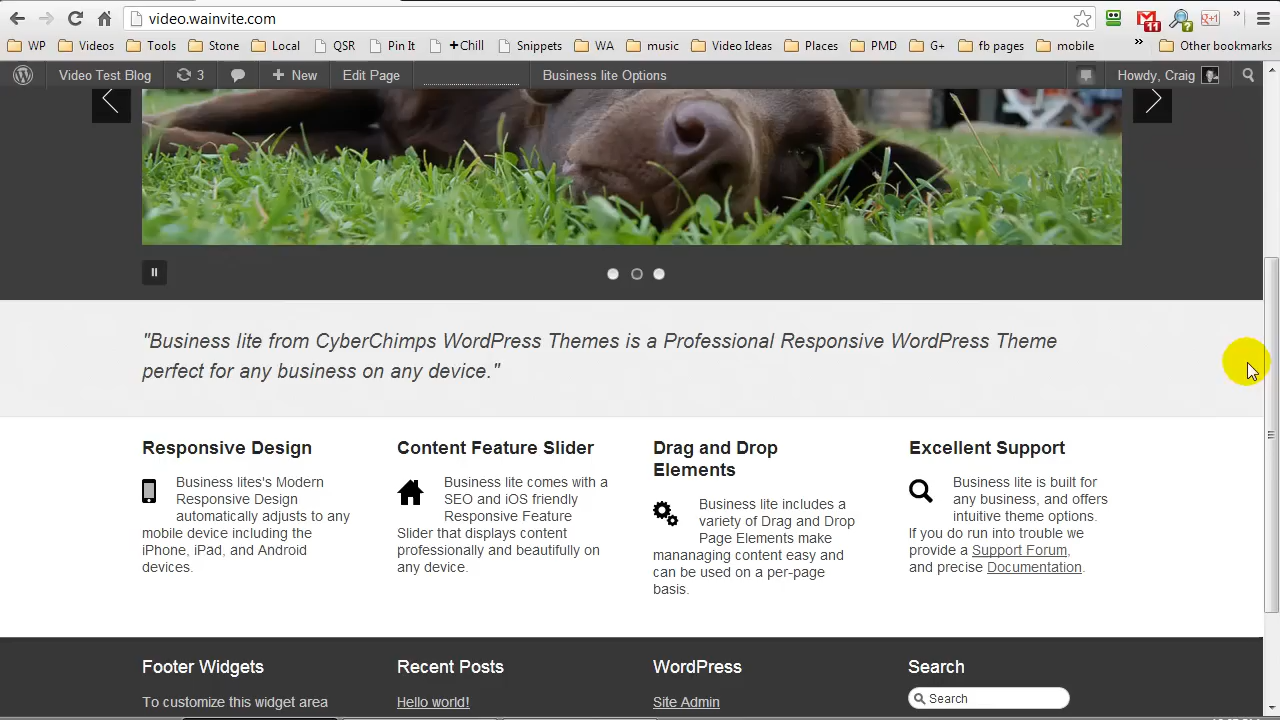 video.wainvite.com
11
?
g+1
»
WP Videos Tools Stone Local QSR Pin It +Chill Snippets WA music Video Ideas Places PMD G+ fb pages mobile » Other bookmarks
Video Test Blog 3 New Edit Page Business lite Options Howdy, Craig
"Business lite from CyberChimps WordPress Themes is a Professional Responsive WordPress Theme
perfect for any business on any device."
Responsive Design
Business lites's Modern
Responsive Design
automatically adjusts to any
mobile device including the
iPhone, iPad, and Android
devices.
Content Feature Slider
Business lite comes with a
SEO and iOS friendly
Responsive Feature
Slider that displays content
professionally and beautifully on
any device.
Drag and Drop
Elements
Business lite includes a
variety of Drag and Drop
Page Elements make
mananaging content easy and
can be used on a per-page
basis.
Excellent Support
Business lite is built for
any business, and offers
intuitive theme options.
If you do run into trouble we
provide a Support Forum,
and precise Documentation.
Footer Widgets
To customize this widget area
Recent Posts
Hello world!
WordPress
Site Admin
Search
Search